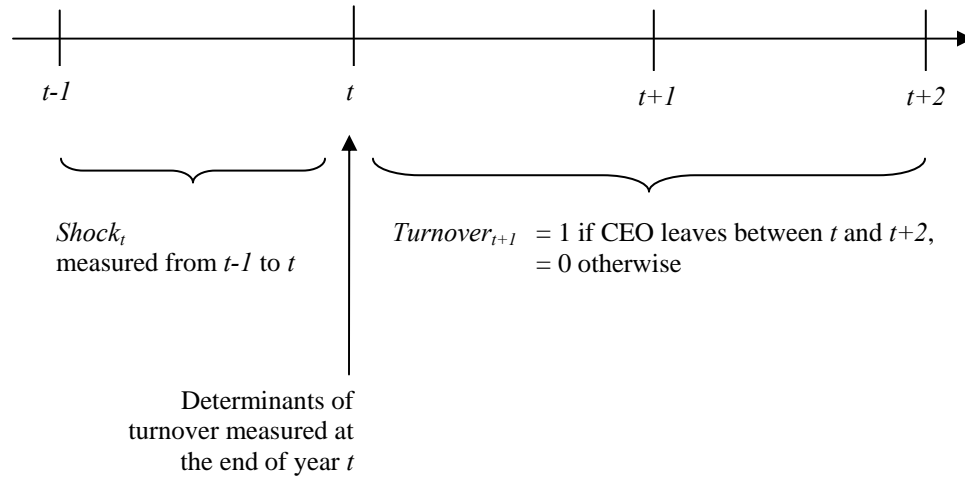 t-1 t t+1 t+2
Shock_t
measured from t-1 to t
Turnover_{t+1} = 1 if CEO leaves between t and t+2,
= 0 otherwise
Determinants of
turnover measured at
the end of year t